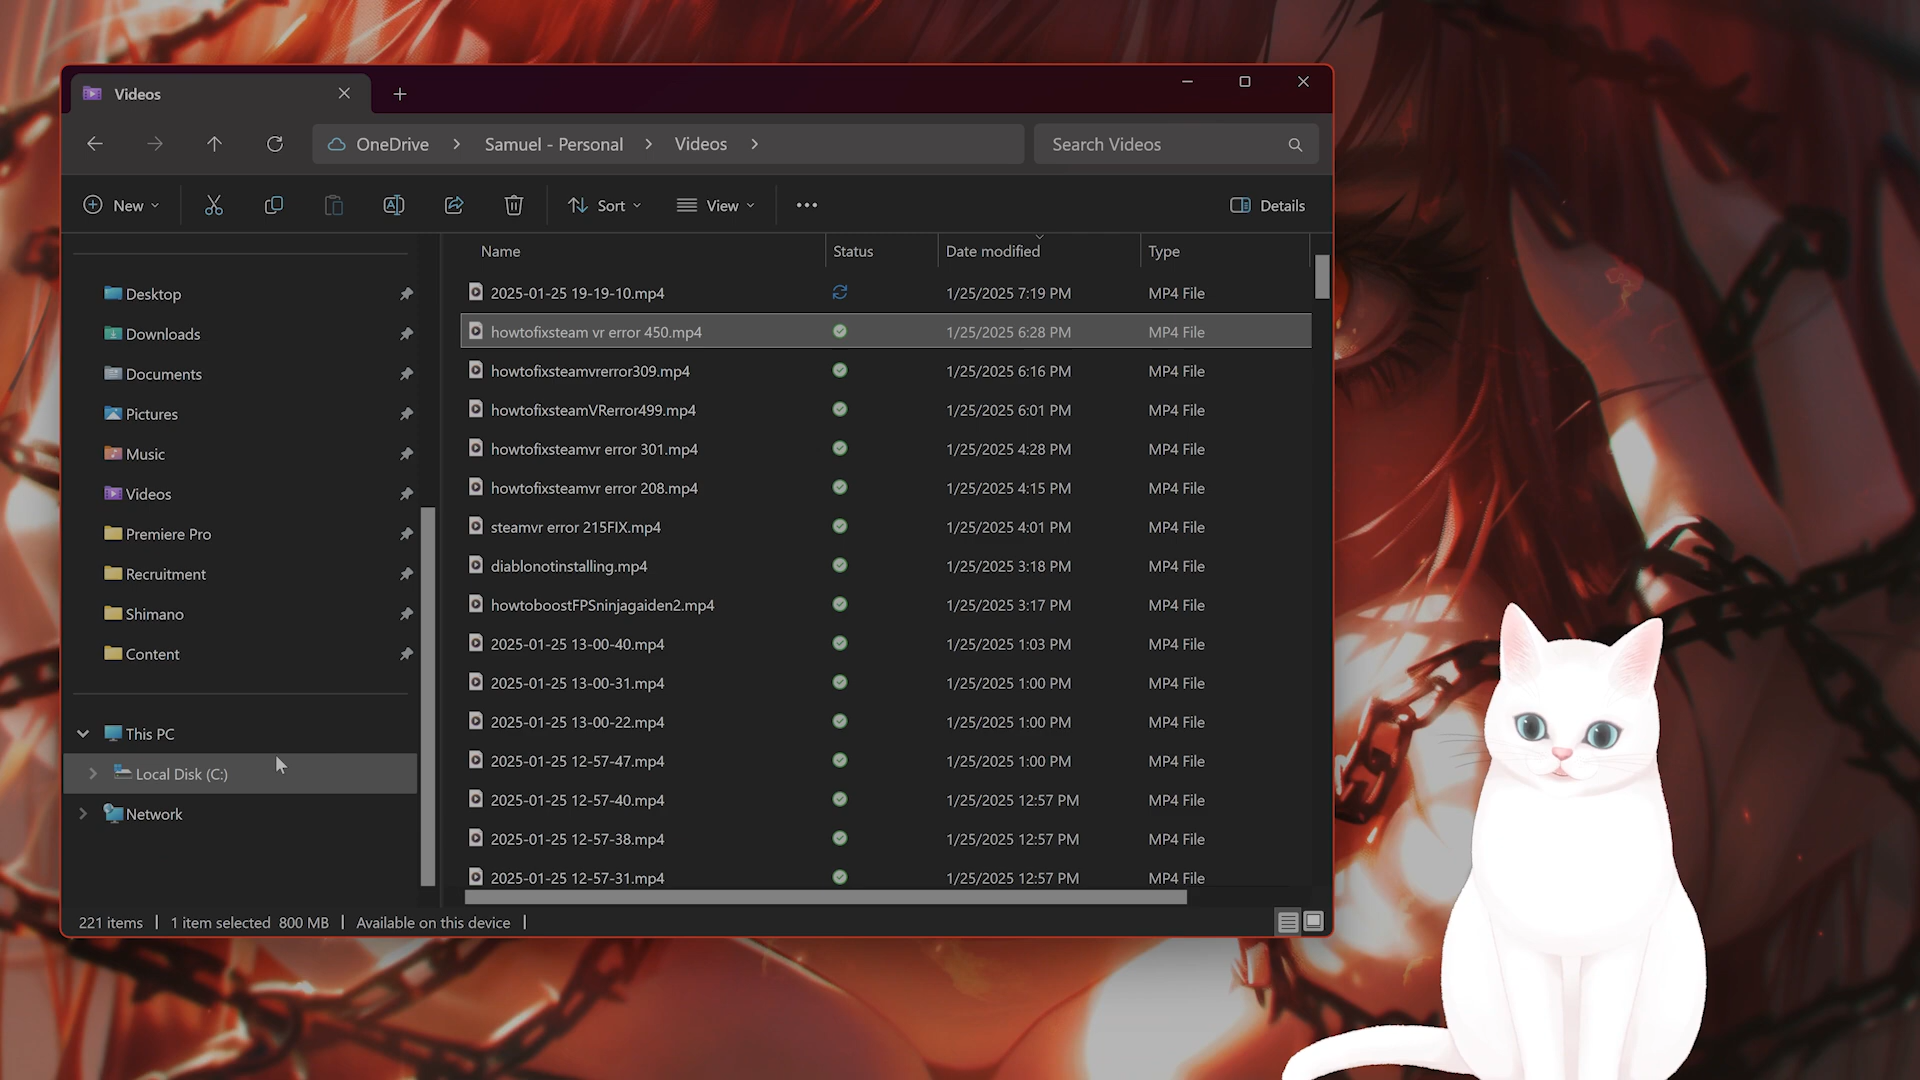 Videos
OneDrive > Samuel - Personal > Videos >
Search Videos
New
Sort
View
Details
Name Status Date modified Type
Desktop
Downloads
Documents
Pictures
Music
Videos
Premiere Pro
Recruitment
Shimano
Content
This PC
Local Disk (C:)
Network
2025-01-25 19-19-10.mp4 1/25/2025 7:19 PM MP4 File
howtofixsteam vr error 450.mp4 1/25/2025 6:28 PM MP4 File
howtofixsteamvrerror309.mp4 1/25/2025 6:16 PM MP4 File
howtofixsteamVRerror499.mp4 1/25/2025 6:01 PM MP4 File
howtofixsteamvr error 301.mp4 1/25/2025 4:28 PM MP4 File
howtofixsteamvr error 208.mp4 1/25/2025 4:15 PM MP4 File
steamvr error 215FIX.mp4 1/25/2025 4:01 PM MP4 File
diablonotinstalling.mp4 1/25/2025 3:18 PM MP4 File
howtoboostFPSninjagaiden2.mp4 1/25/2025 3:17 PM MP4 File
2025-01-25 13-00-40.mp4 1/25/2025 1:03 PM MP4 File
2025-01-25 13-00-31.mp4 1/25/2025 1:00 PM MP4 File
2025-01-25 13-00-22.mp4 1/25/2025 1:00 PM MP4 File
2025-01-25 12-57-47.mp4 1/25/2025 1:00 PM MP4 File
2025-01-25 12-57-40.mp4 1/25/2025 12:57 PM MP4 File
2025-01-25 12-57-38.mp4 1/25/2025 12:57 PM MP4 File
2025-01-25 12-57-31.mp4 1/25/2025 12:57 PM MP4 File
221 items | 1 item selected 800 MB | Available on this device |